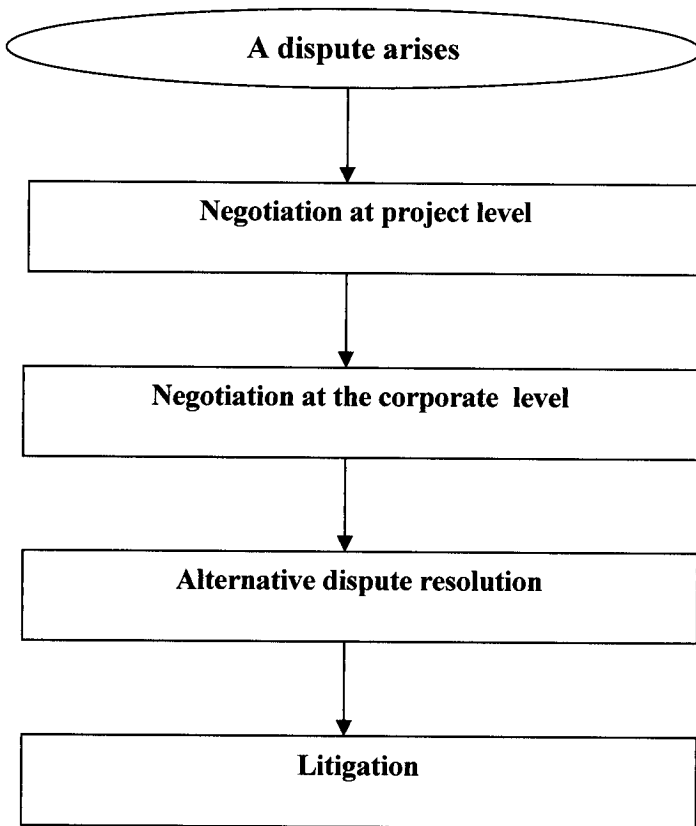 A dispute arises
Negotiation at project level
Negotiation at the corporate level
Alternative dispute resolution
Litigation